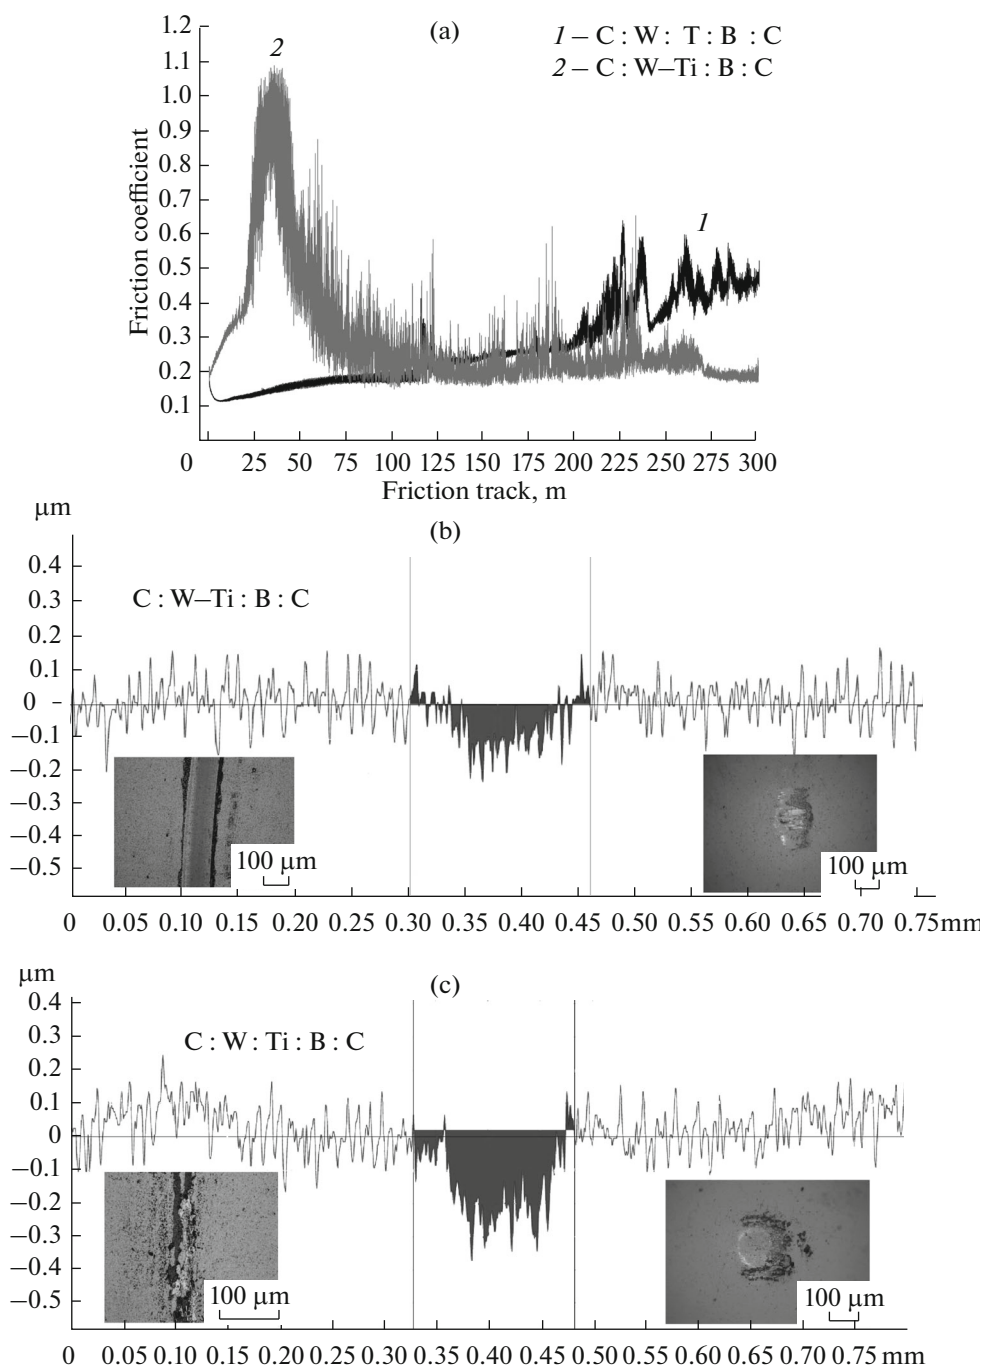 (a)
1 – C : W : T : B : C
2 – C : W–Ti : B : C
2
1
1.2
1.1
1.0
0.9
0.8
0.7
0.6
0.5
0.4
0.3
0.2
0.1
Friction coefficient
0 25 50 75 100 125 150 175 200 225 250 275 300
Friction track, m
μm
(b)
C : W–Ti : B : C
0.4
0.3
0.2
0.1
0
–0.1
–0.2
–0.3
–0.4
–0.5
100 μm
100 μm
0 0.05 0.10 0.15 0.20 0.25 0.30 0.35 0.40 0.45 0.50 0.55 0.60 0.65 0.70 0.75 mm
μm
(c)
C : W : Ti : B : C
0.4
0.3
0.2
0.1
0
–0.1
–0.2
–0.3
–0.4
–0.5
100 μm
100 μm
0 0.05 0.10 0.15 0.20 0.25 0.30 0.35 0.40 0.45 0.50 0.55 0.60 0.65 0.70 0.75 mm